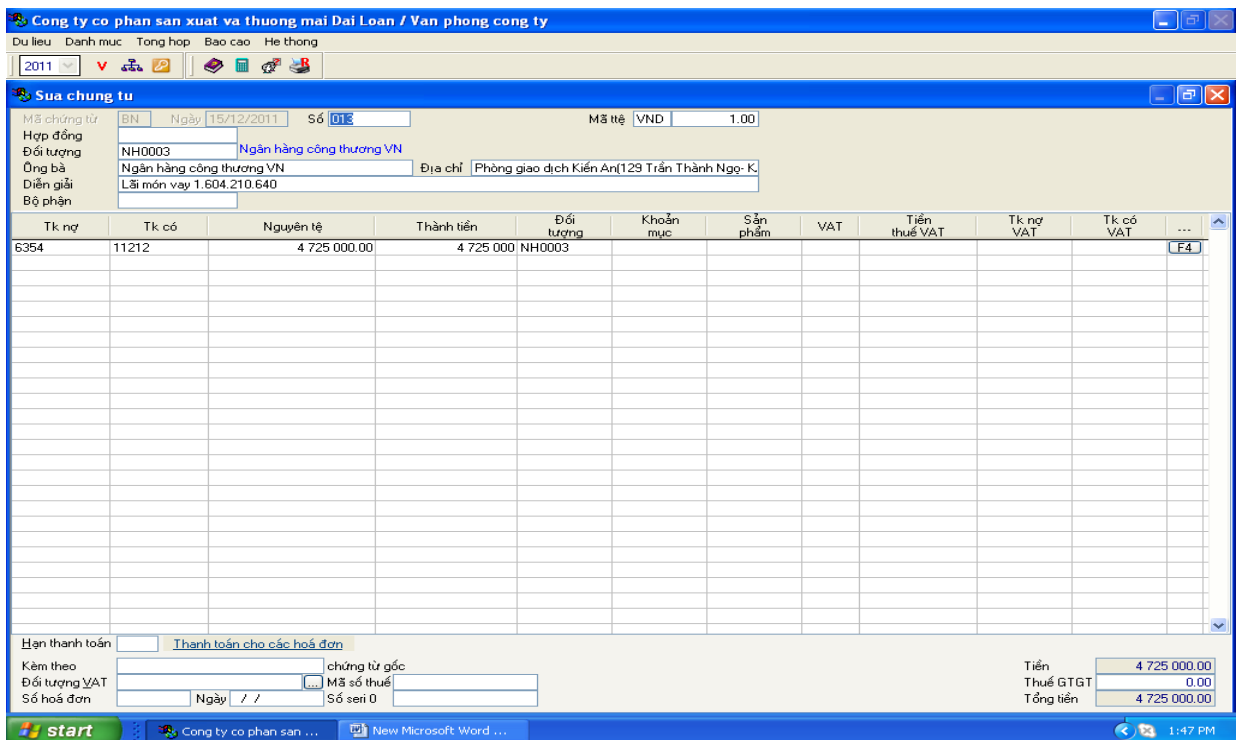 Cong ty co phan san xuat va thuong mai Dai Loan / Van phong cong ty
Du lieu Danh muc Tong hop Bao cao He thong
2011 V
Sua chung tu
Mã chứng từ BN Ngày 15/12/2011 Số 013 Mã ttệ VND 1.00
Hợp đồng
Đối tượng NH0003 Ngân hàng công thương VN
Ông bà Ngân hàng công thương VN Địa chỉ Phòng giao dịch Kiến An(129 Trần Thành Ngọ- K
Diễn giải Lãi món vay 1.604.210.640
Bộ phận
Tk nợ Tk có Nguyên tệ Thành tiền Đối tượng Khoản mục Sản phẩm VAT Tiền thuế VAT Tk nợ VAT Tk có VAT ...
6354 11212 4 725 000.00 4 725 000 NH0003 F4
Hạn thanh toán Thanh toán cho các hoá đơn
Kèm theo chứng từ gốc Tiền 4 725 000.00
Đối tượng VAT ... Mã số thuế Thuế GTGT 0.00
Số hoá đơn Ngày / / Số seri 0 Tổng tiền 4 725 000.00
start Cong ty co phan san ... New Microsoft Word ... 1:47 PM